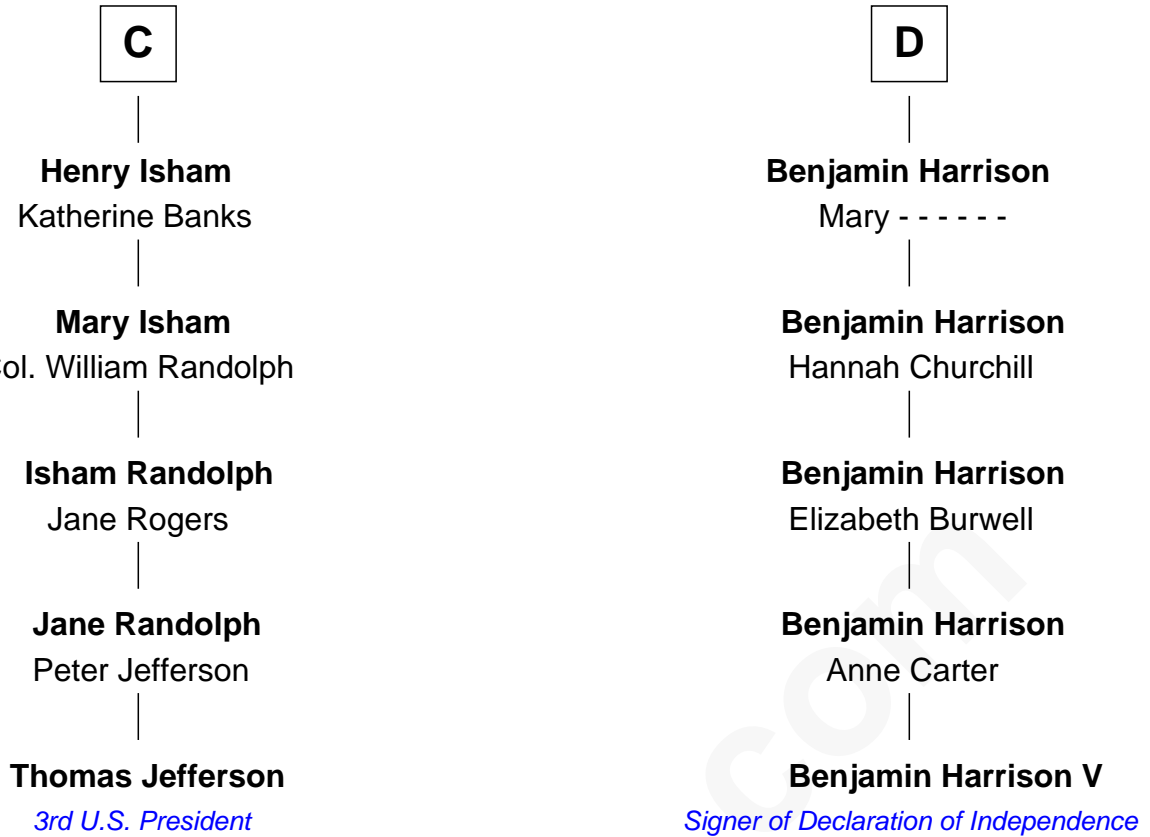 C
Henry Isham
Katherine Banks
Mary Isham
Col. William Randolph
Isham Randolph
Jane Rogers
Jane Randolph
Peter Jefferson
Thomas Jefferson
3rd U.S. President
D
Benjamin Harrison
Mary - - - - - -
Benjamin Harrison
Hannah Churchill
Benjamin Harrison
Elizabeth Burwell
Benjamin Harrison
Anne Carter
Benjamin Harrison V
Signer of Declaration of Independence
com